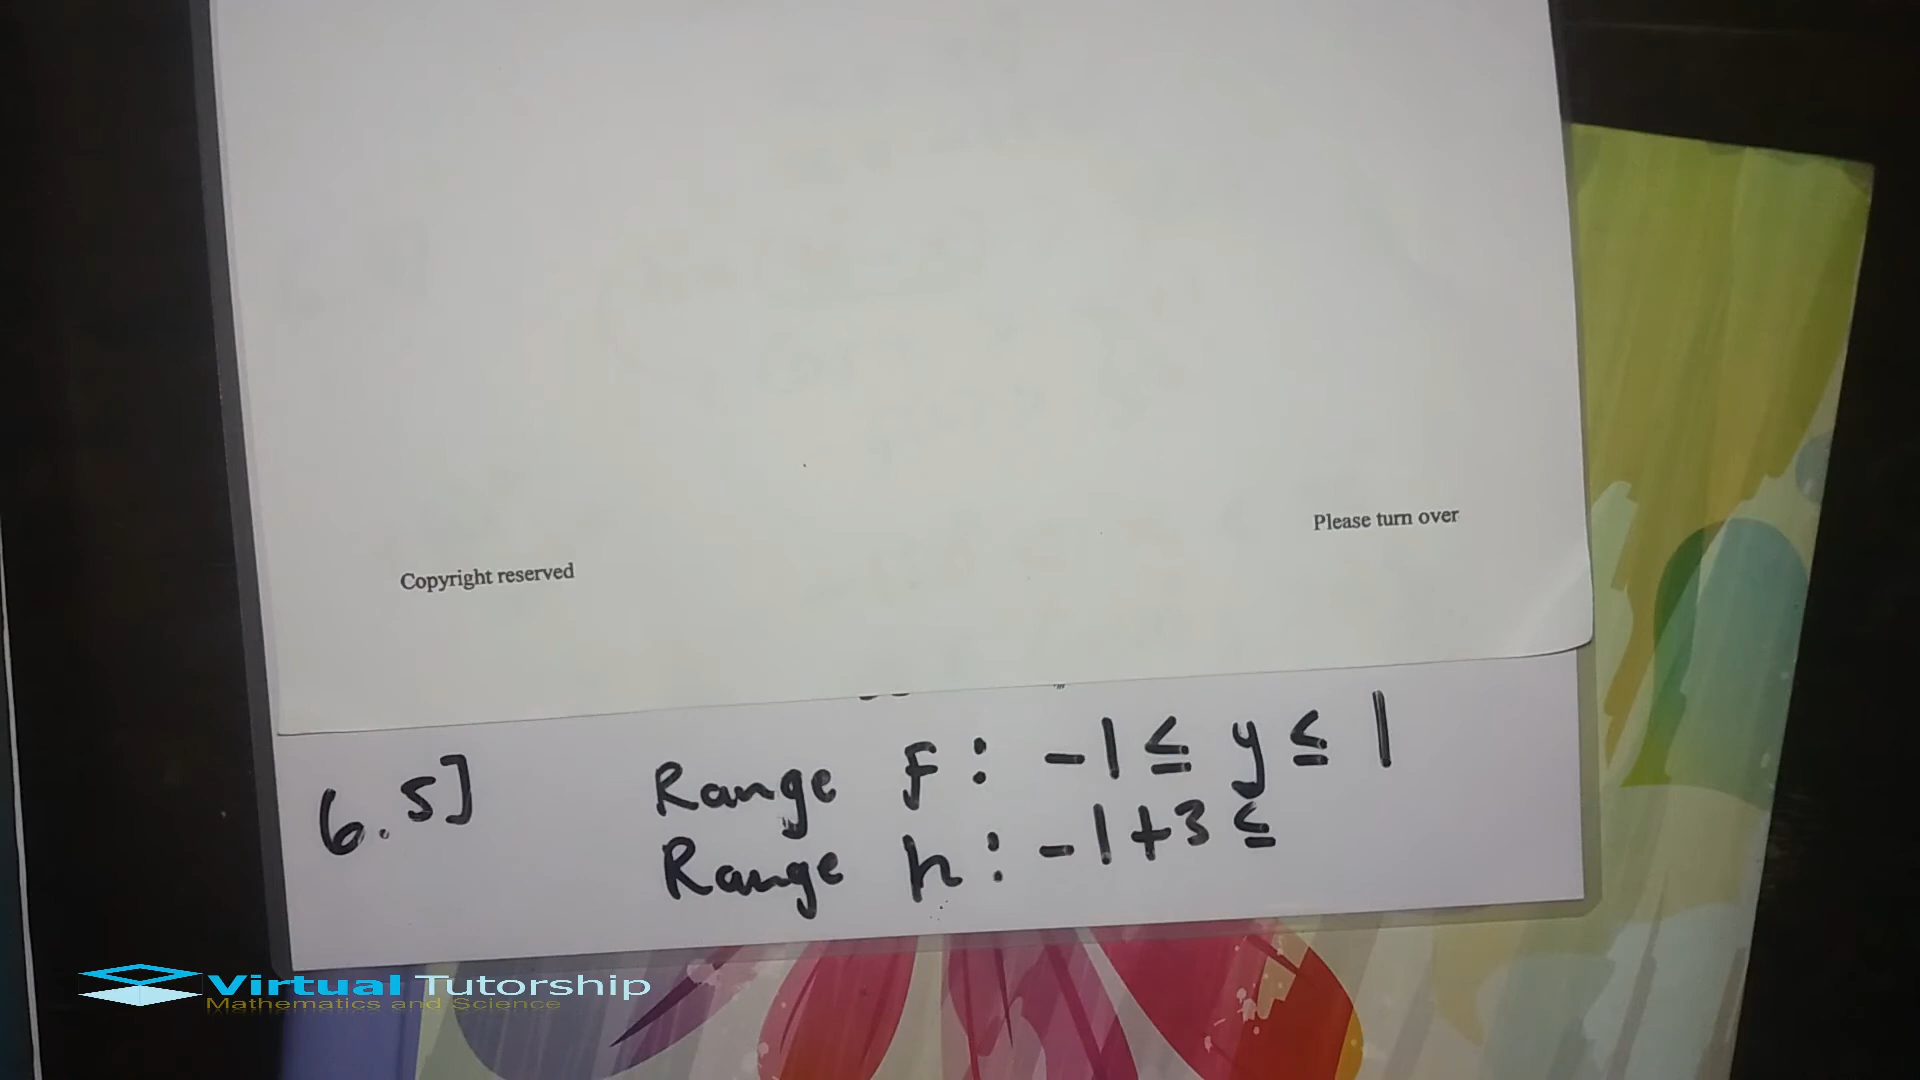 Please turn over
Copyright reserved
6.5] Range f: -1 ≤ y ≤ 1
Range h: -1+3 ≤
Virtual Tutorship
Mathematics and Science